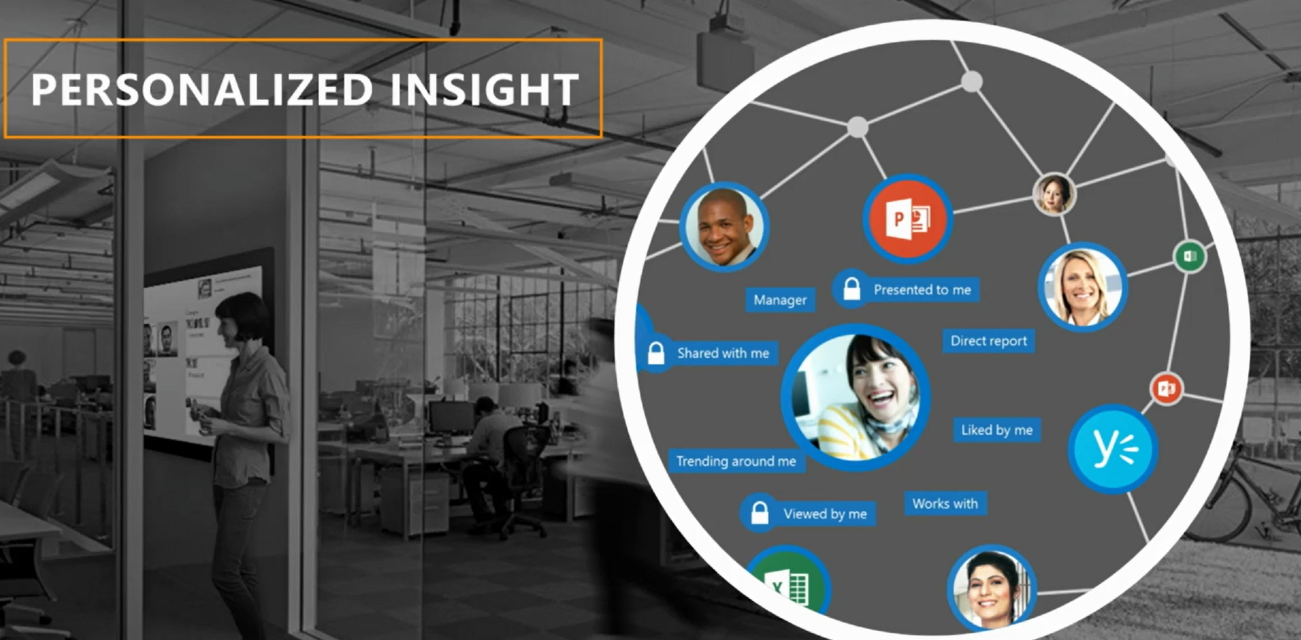 PERSONALIZED INSIGHT
Manager
Presented to me
Direct report
Shared with me
Liked by me
Trending around me
Works with
Viewed by me